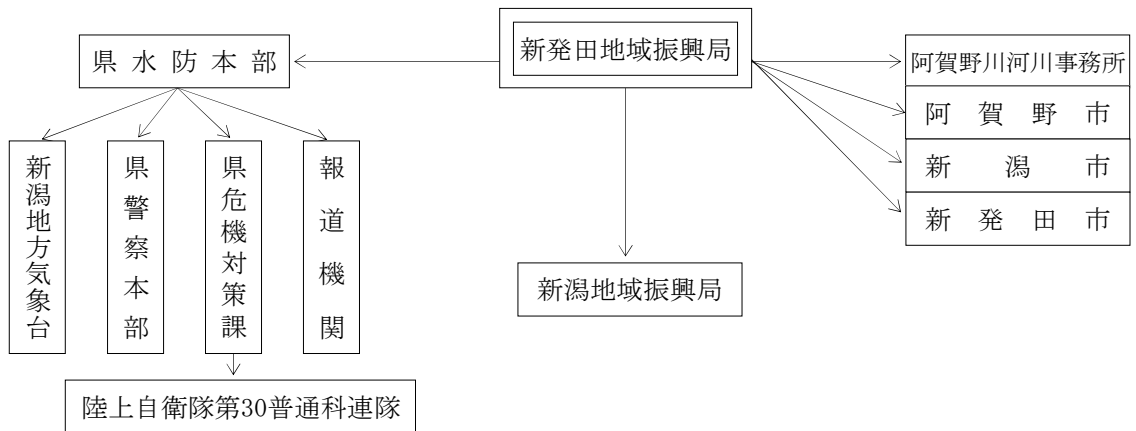 新発田地域振興局
県水防本部
阿賀野川河川事務所
阿賀野市
新潟市
新発田市
新潟地方気象台
県警察本部
県危機対策課
報道機関
新潟地域振興局
陸上自衛隊第30普通科連隊